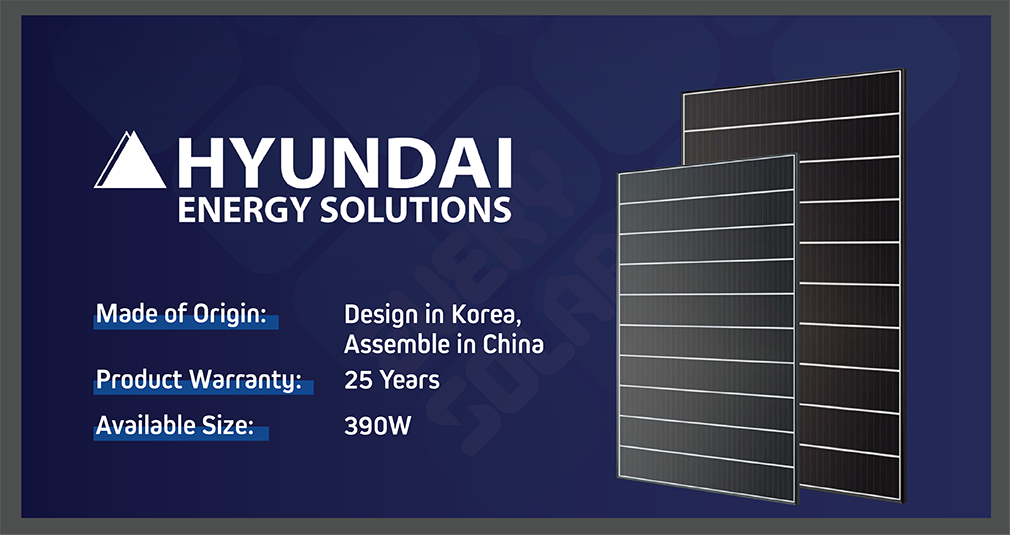 HYUNDAI
ENERGY SOLUTIONS
Made of Origin: Design in Korea,
Assemble in China
Product Warranty: 25 Years
Available Size: 390W